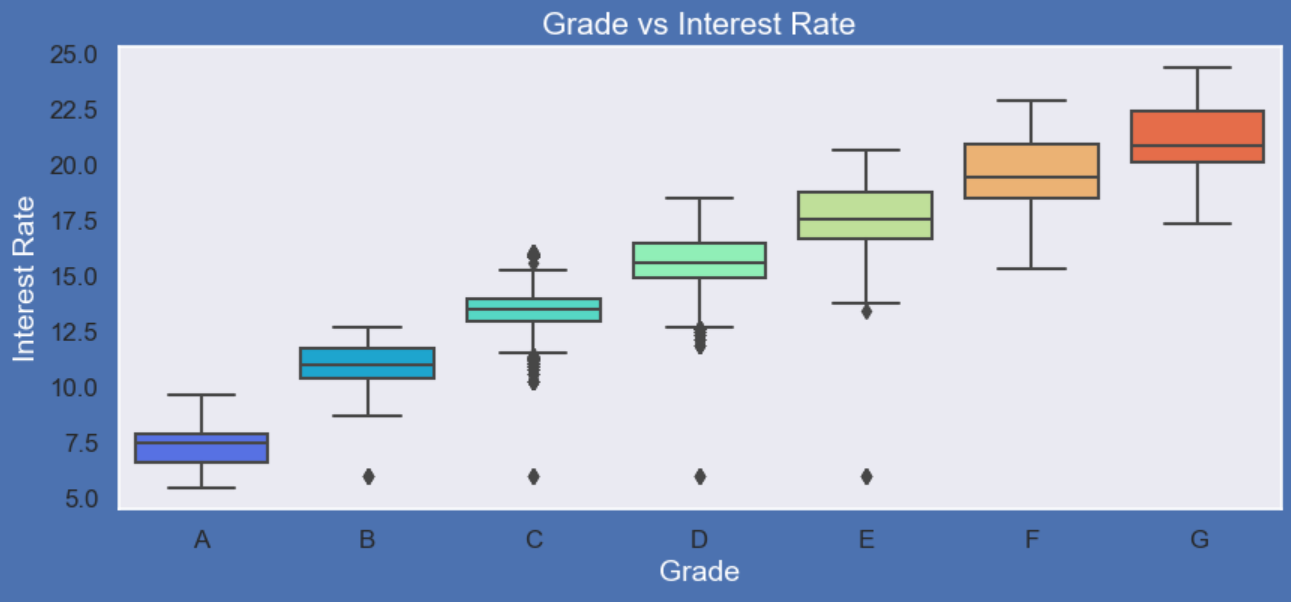 Grade vs Interest Rate
25.0
22.5
20.0
17.5
15.0
12.5
10.0
7.5
5.0
Interest Rate
A B C D E F G
Grade